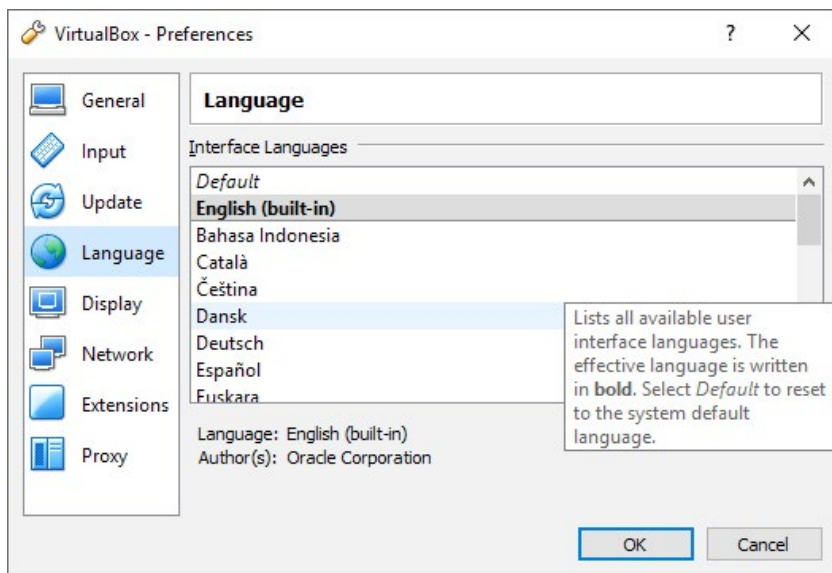 VirtualBox - Preferences
General
Input
Update
Language
Display
Network
Extensions
Proxy
Language
Interface Languages
Default
English (built-in)
Bahasa Indonesia
Català
Čeština
Dansk
Deutsch
Español
Euskara
Lists all available user
interface languages. The
effective language is written
in bold. Select Default to reset
to the system default
language.
Language: English (built-in)
Author(s): Oracle Corporation
OK
Cancel